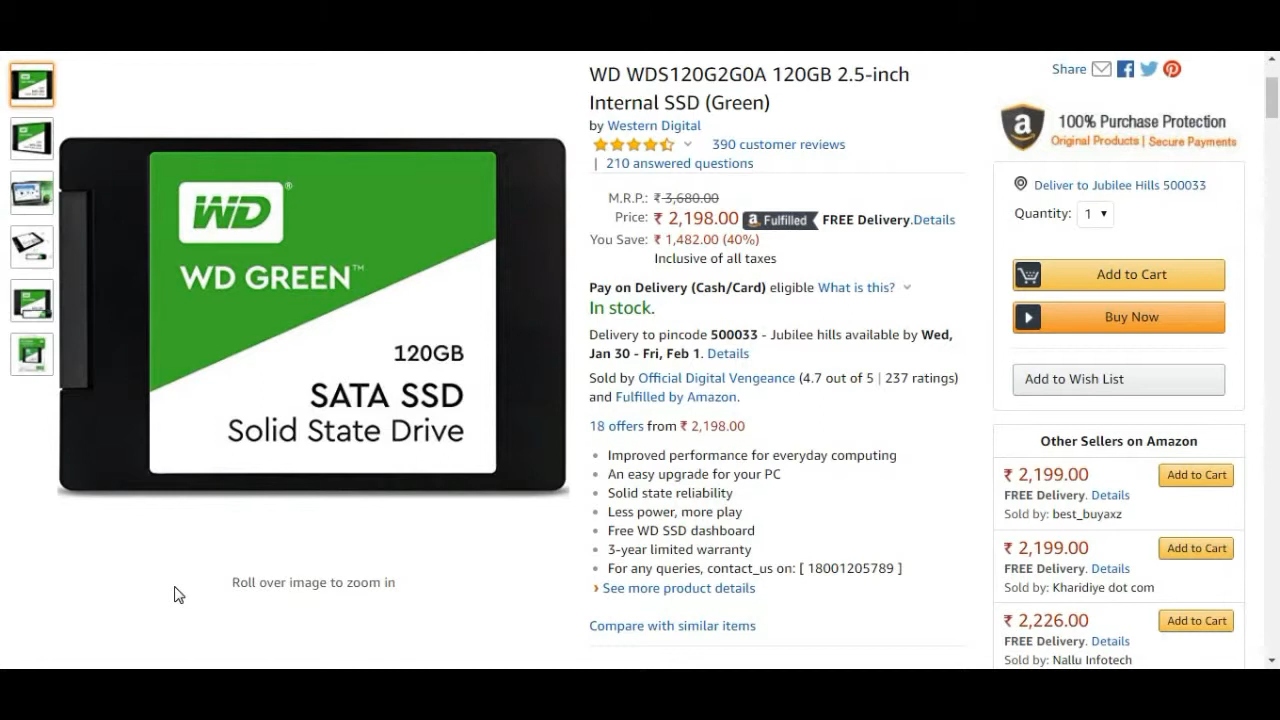 WD®
WD GREEN™
120GB
SATA SSD
Solid State Drive
Roll over image to zoom in
WD WDS120G2G0A 120GB 2.5-inch
Internal SSD (Green)
by Western Digital
390 customer reviews
| 210 answered questions
M.R.P.: ₹ 3,680.00
Price: ₹ 2,198.00 a Fulfilled FREE Delivery.Details
You Save: ₹ 1,482.00 (40%)
Inclusive of all taxes
Pay on Delivery (Cash/Card) eligible What is this?
In stock.
Delivery to pincode 500033 - Jubilee hills available by Wed,
Jan 30 - Fri, Feb 1. Details
Sold by Official Digital Vengeance (4.7 out of 5 | 237 ratings)
and Fulfilled by Amazon.
18 offers from ₹ 2,198.00
Improved performance for everyday computing
An easy upgrade for your PC
Solid state reliability
Less power, more play
Free WD SSD dashboard
3-year limited warranty
For any queries, contact_us on: [ 18001205789 ]
› See more product details
Compare with similar items
Share
a 100% Purchase Protection
Original Products | Secure Payments
Deliver to Jubilee Hills 500033
Quantity: 1
Add to Cart
Buy Now
Add to Wish List
Other Sellers on Amazon
₹ 2,199.00 Add to Cart
FREE Delivery. Details
Sold by: best_buyaxz
₹ 2,199.00 Add to Cart
FREE Delivery. Details
Sold by: Kharidiye dot com
₹ 2,226.00 Add to Cart
FREE Delivery. Details
Sold by: Nallu Infotech